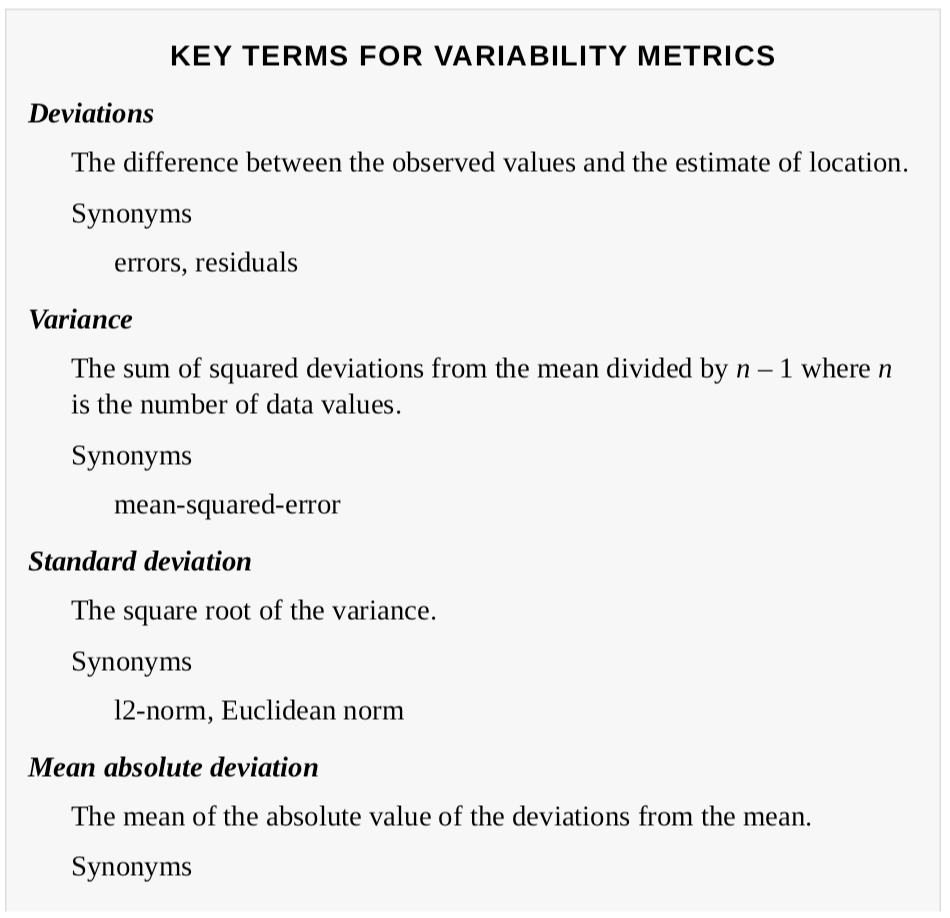 KEY TERMS FOR VARIABILITY METRICS
Deviations
The difference between the observed values and the estimate of location.
Synonyms
errors, residuals
Variance
The sum of squared deviations from the mean divided by n – 1 where n
is the number of data values.
Synonyms
mean-squared-error
Standard deviation
The square root of the variance.
Synonyms
l2-norm, Euclidean norm
Mean absolute deviation
The mean of the absolute value of the deviations from the mean.
Synonyms